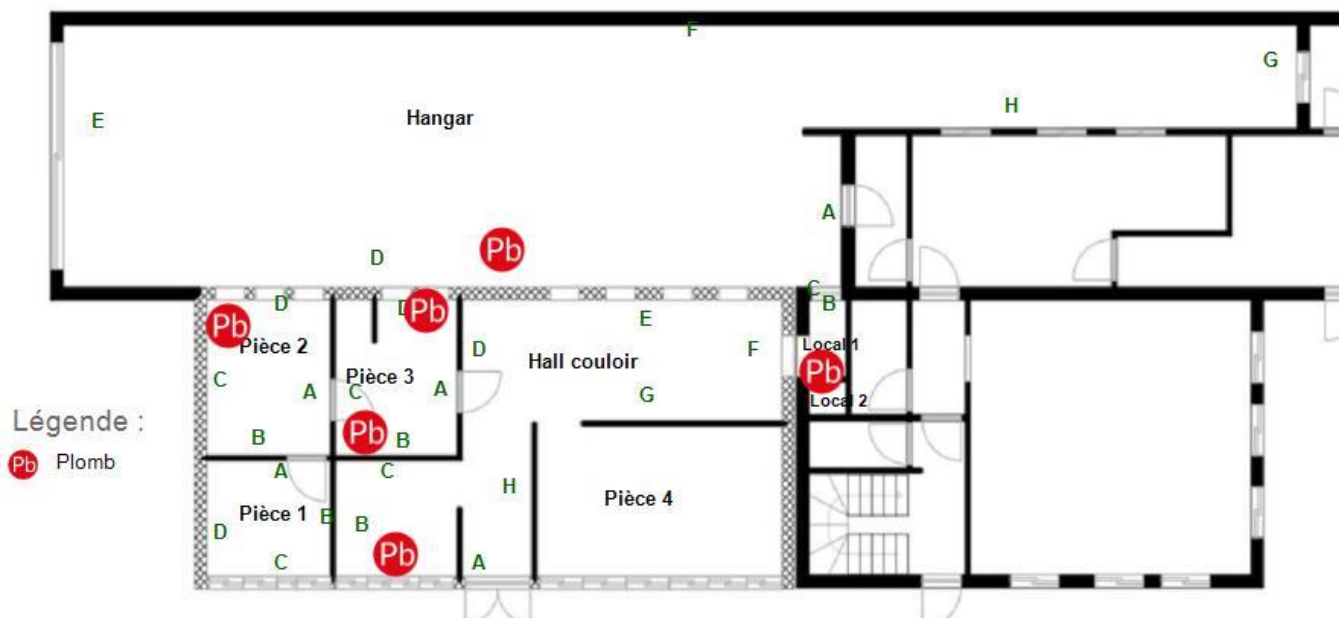 F
G
H
E
Hangar
A
D
Pb
C
D
D
B
Pb
Pb
E
Pièce 2
D
Hall couloir
F
Local 1
Pièce 3
Pb
C
A
C
A
G
Local 2
Légende :
Pb
B
B
Pb Plomb
A
C
H
Pièce 4
Pièce 1
B
B
D
Pb
C
A